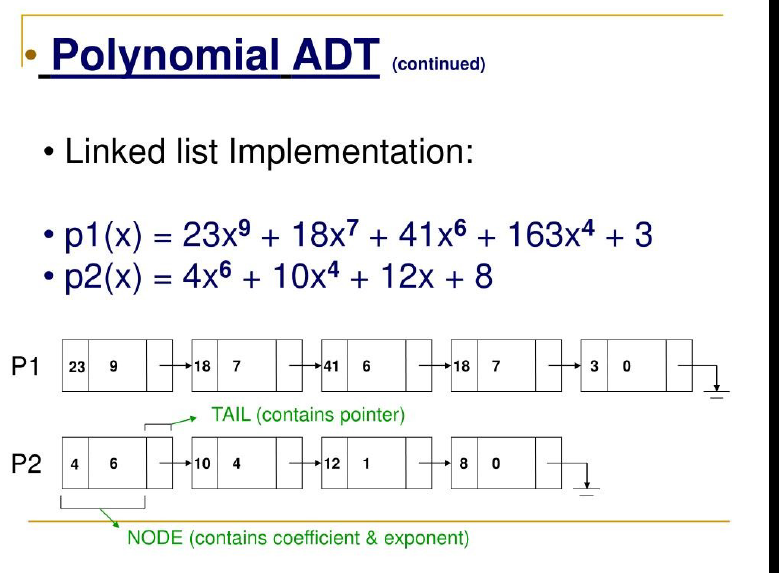 • Polynomial ADT (continued)
• Linked list Implementation:
• p1(x) = 23x⁹ + 18x⁷ + 41x⁶ + 163x⁴ + 3
• p2(x) = 4x⁶ + 10x⁴ + 12x + 8
P1 23 9 18 7 41 6 18 7 3 0
TAIL (contains pointer)
P2 4 6 10 4 12 1 8 0
NODE (contains coefficient & exponent)